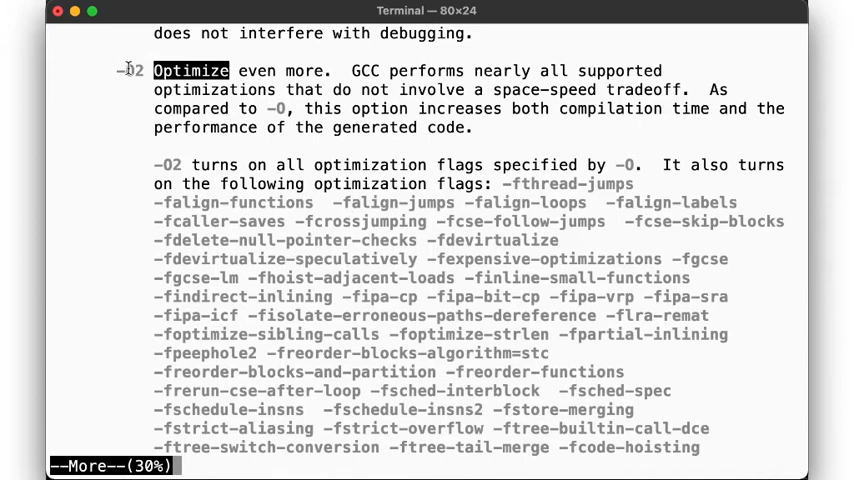 Terminal — 80×24
does not interfere with debugging.
-O2 Optimize even more.  GCC performs nearly all supported
optimizations that do not involve a space-speed tradeoff.  As
compared to -O, this option increases both compilation time and the
performance of the generated code.
-O2 turns on all optimization flags specified by -O.  It also turns
on the following optimization flags: -fthread-jumps
-falign-functions  -falign-jumps -falign-loops  -falign-labels
-fcaller-saves -fcrossjumping -fcse-follow-jumps  -fcse-skip-blocks
-fdelete-null-pointer-checks -fdevirtualize
-fdevirtualize-speculatively -fexpensive-optimizations -fgcse
-fgcse-lm -fhoist-adjacent-loads -finline-small-functions
-findirect-inlining -fipa-cp -fipa-bit-cp -fipa-vrp -fipa-sra
-fipa-icf -fisolate-erroneous-paths-dereference -flra-remat
-foptimize-sibling-calls -foptimize-strlen -fpartial-inlining
-fpeephole2 -freorder-blocks-algorithm=stc
-freorder-blocks-and-partition -freorder-functions
-frerun-cse-after-loop -fsched-interblock  -fsched-spec
-fschedule-insns  -fschedule-insns2 -fstore-merging
-fstrict-aliasing -fstrict-overflow -ftree-builtin-call-dce
-ftree-switch-conversion -ftree-tail-merge -fcode-hoisting
--More--(30%)